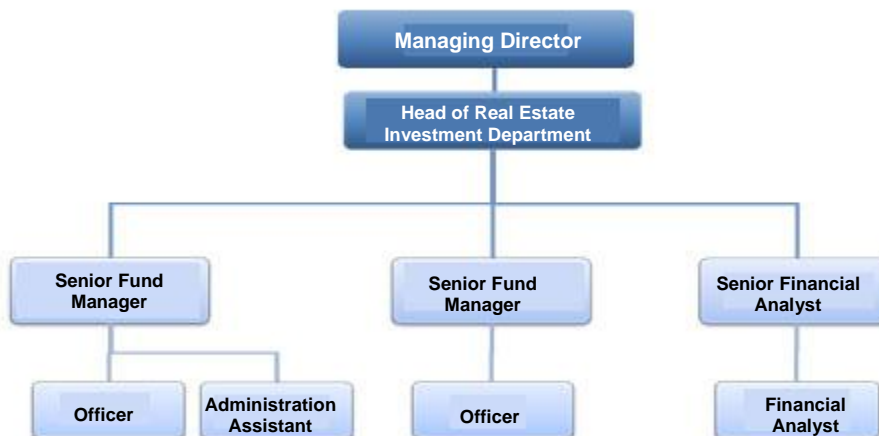 Managing Director
Head of Real Estate
Investment Department
Senior Fund
Manager
Senior Fund
Manager
Senior Financial
Analyst
Officer
Administration
Assistant
Officer
Financial
Analyst